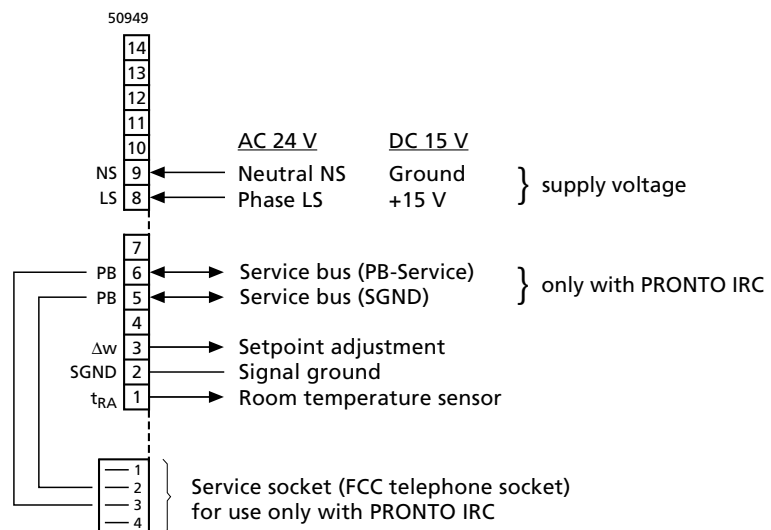 50949
14
13
12
11
10
AC 24 V DC 15 V
NS 9 Neutral NS Ground
LS 8 Phase LS +15 V
} supply voltage
7
PB 6 Service bus (PB-Service)
PB 5 Service bus (SGND)
} only with PRONTO IRC
4
Δw 3 Setpoint adjustment
SGND 2 Signal ground
tRA 1 Room temperature sensor
1
2
3
4
Service socket (FCC telephone socket)
for use only with PRONTO IRC